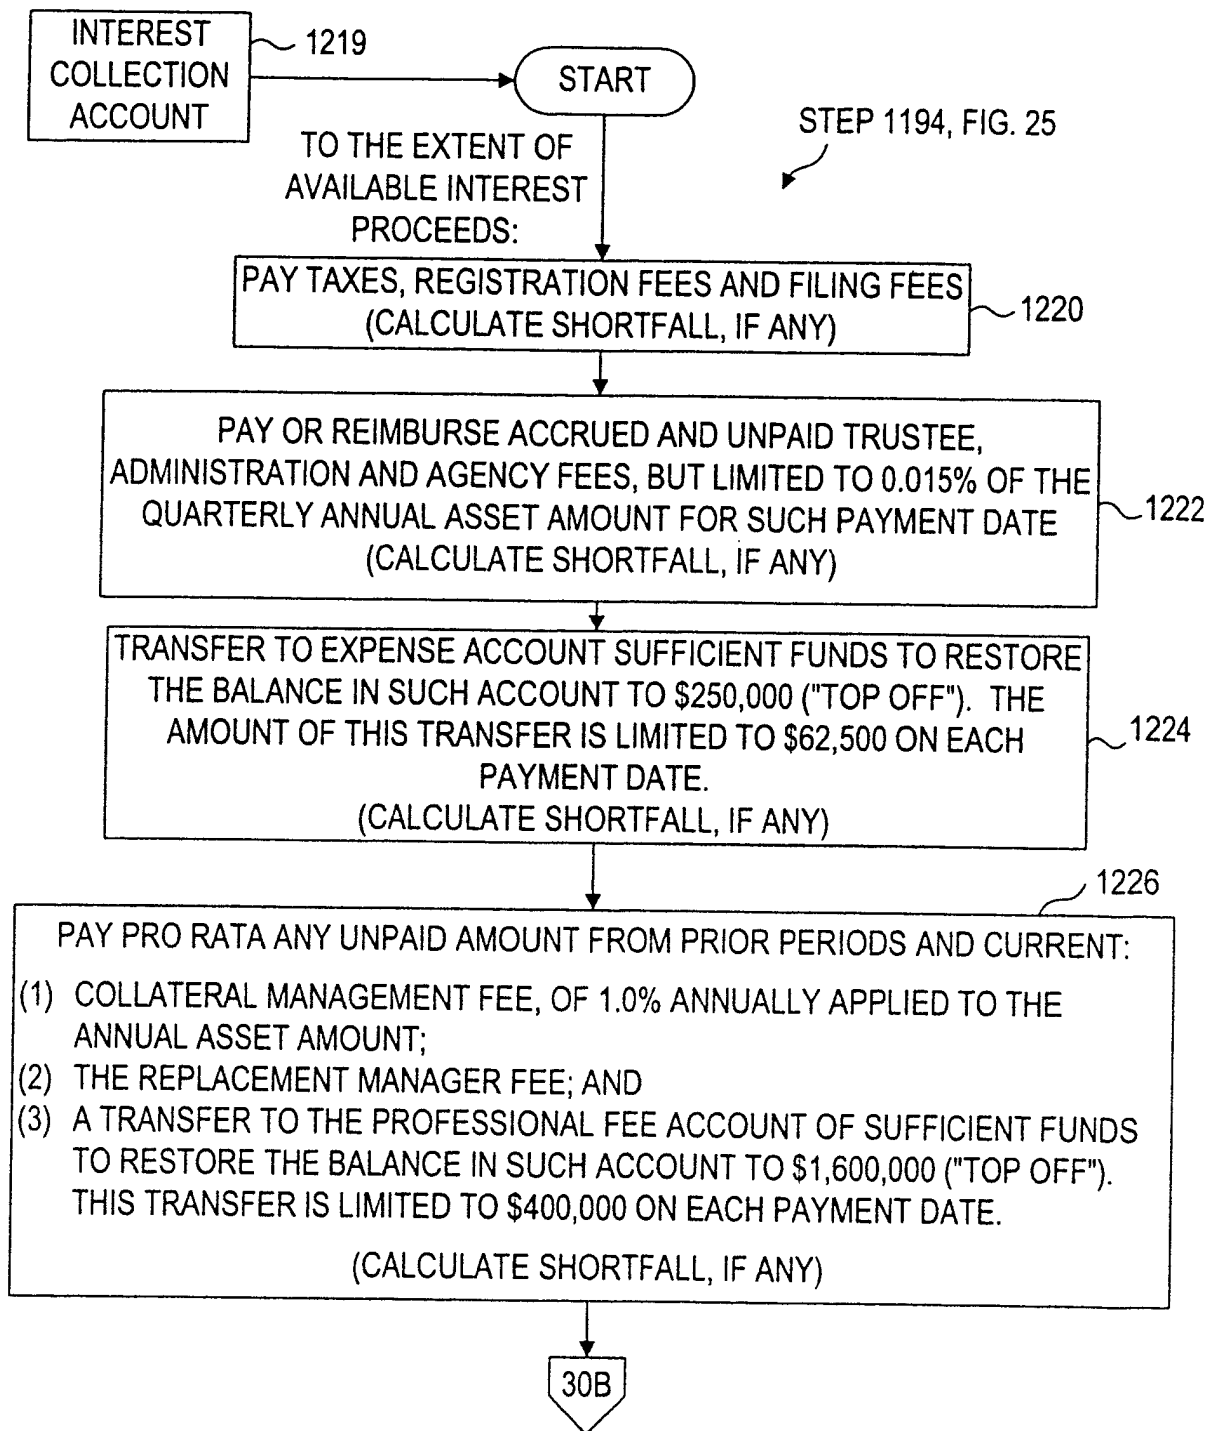 INTEREST
COLLECTION
ACCOUNT
1219
START
STEP 1194, FIG. 25
TO THE EXTENT OF
AVAILABLE INTEREST
PROCEEDS:
PAY TAXES, REGISTRATION FEES AND FILING FEES
(CALCULATE SHORTFALL, IF ANY)
1220
PAY OR REIMBURSE ACCRUED AND UNPAID TRUSTEE,
ADMINISTRATION AND AGENCY FEES, BUT LIMITED TO 0.015% OF THE
QUARTERLY ANNUAL ASSET AMOUNT FOR SUCH PAYMENT DATE
(CALCULATE SHORTFALL, IF ANY)
1222
TRANSFER TO EXPENSE ACCOUNT SUFFICIENT FUNDS TO RESTORE
THE BALANCE IN SUCH ACCOUNT TO $250,000 ("TOP OFF"). THE
AMOUNT OF THIS TRANSFER IS LIMITED TO $62,500 ON EACH
PAYMENT DATE.
(CALCULATE SHORTFALL, IF ANY)
1224
1226
PAY PRO RATA ANY UNPAID AMOUNT FROM PRIOR PERIODS AND CURRENT:
(1) COLLATERAL MANAGEMENT FEE, OF 1.0% ANNUALLY APPLIED TO THE
ANNUAL ASSET AMOUNT;
(2) THE REPLACEMENT MANAGER FEE; AND
(3) A TRANSFER TO THE PROFESSIONAL FEE ACCOUNT OF SUFFICIENT FUNDS
TO RESTORE THE BALANCE IN SUCH ACCOUNT TO $1,600,000 ("TOP OFF").
THIS TRANSFER IS LIMITED TO $400,000 ON EACH PAYMENT DATE.
(CALCULATE SHORTFALL, IF ANY)
30B